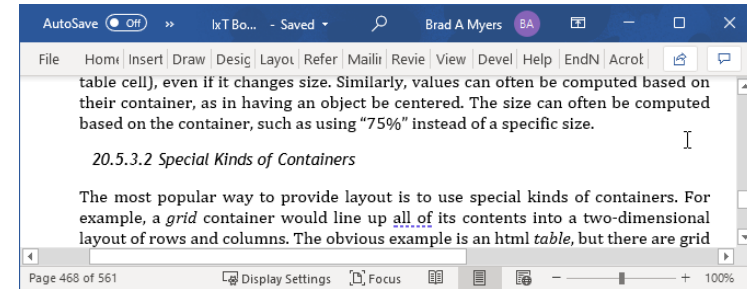 AutoSave Off IxT Bo... - Saved Brad A Myers BA
File Home Insert Draw Desig Layou Refer Mailin Revie View Devel Help EndN Acrob
table cell), even if it changes size. Similarly, values can often be computed based on
their container, as in having an object be centered. The size can often be computed
based on the container, such as using “75%” instead of a specific size.
20.5.3.2 Special Kinds of Containers
The most popular way to provide layout is to use special kinds of containers. For
example, a grid container would line up all of its contents into a two-dimensional
layout of rows and columns. The obvious example is an html table, but there are grid
Page 468 of 561 Display Settings Focus 100%